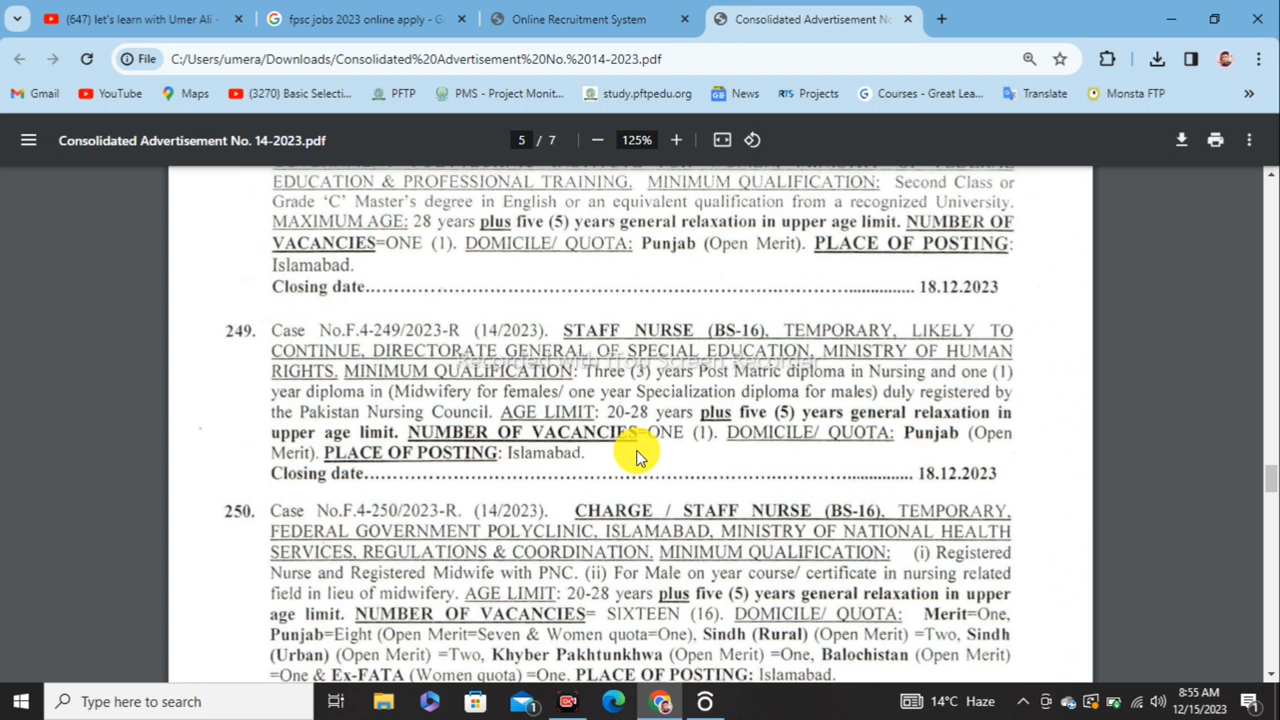 (647) let's learn with Umer Ali -
fpsc jobs 2023 online apply - G
Online Recruitment System
Consolidated Advertisement No
File
C:/Users/umera/Downloads/Consolidated%20Advertisement%20No.%2014-2023.pdf
Gmail
YouTube
Maps
(3270) Basic Selecti...
PFTP
PMS - Project Monit...
study.pftpedu.org
News
RTS Projects
Courses - Great Lea...
Translate
Monsta FTP
Consolidated Advertisement No. 14-2023.pdf
5 / 7
125%
EDUCATION & PROFESSIONAL TRAINING. MINIMUM QUALIFICATION: Second Class or
Grade ‘C’ Master’s degree in English or an equivalent qualification from a recognized University.
MAXIMUM AGE: 28 years plus five (5) years general relaxation in upper age limit. NUMBER OF
VACANCIES=ONE (1). DOMICILE/ QUOTA: Punjab (Open Merit). PLACE OF POSTING:
Islamabad.
Closing date.................................................................................................. 18.12.2023
249. Case No.F.4-249/2023-R (14/2023). STAFF NURSE (BS-16), TEMPORARY, LIKELY TO
CONTINUE, DIRECTORATE GENERAL OF SPECIAL EDUCATION, MINISTRY OF HUMAN
Recorded with iTop Screen Recorder
RIGHTS. MINIMUM QUALIFICATION: Three (3) years Post Matric diploma in Nursing and one (1)
year diploma in (Midwifery for females/ one year Specialization diploma for males) duly registered by
the Pakistan Nursing Council. AGE LIMIT: 20-28 years plus five (5) years general relaxation in
upper age limit. NUMBER OF VACANCIES=ONE (1). DOMICILE/ QUOTA: Punjab (Open
Merit). PLACE OF POSTING: Islamabad.
Closing date.................................................................................................. 18.12.2023
250. Case No.F.4-250/2023-R. (14/2023). CHARGE / STAFF NURSE (BS-16), TEMPORARY,
FEDERAL GOVERNMENT POLYCLINIC, ISLAMABAD, MINISTRY OF NATIONAL HEALTH
SERVICES, REGULATIONS & COORDINATION. MINIMUM QUALIFICATION: (i) Registered
Nurse and Registered Midwife with PNC. (ii) For Male on year course/ certificate in nursing related
field in lieu of midwifery. AGE LIMIT: 20-28 years plus five (5) years general relaxation in upper
age limit. NUMBER OF VACANCIES= SIXTEEN (16). DOMICILE/ QUOTA: Merit=One,
Punjab=Eight (Open Merit=Seven & Women quota=One), Sindh (Rural) (Open Merit) =Two, Sindh
(Urban) (Open Merit) =Two, Khyber Pakhtunkhwa (Open Merit) =One, Balochistan (Open Merit)
=One & Ex-FATA (Women quota) =One. PLACE OF POSTING: Islamabad.
Type here to search
14°C Haze
8:55 AM
12/15/2023